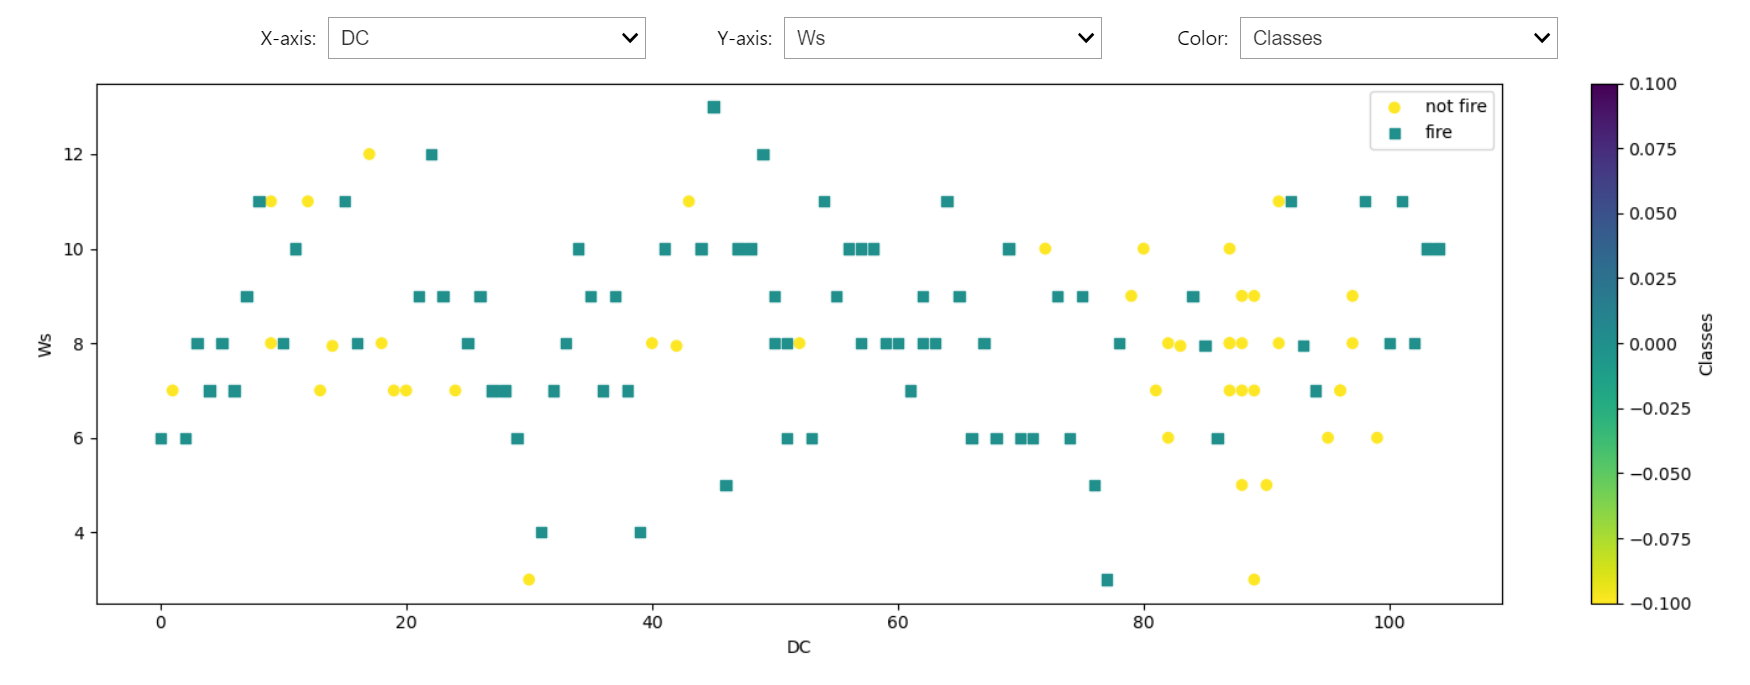 X-axis: DC
Y-axis: Ws
Color: Classes
not fire
fire
12
10
8
6
4
Ws
0
20
40
60
80
100
DC
0.100
0.075
0.050
0.025
0.000
−0.025
−0.050
−0.075
−0.100
Classes